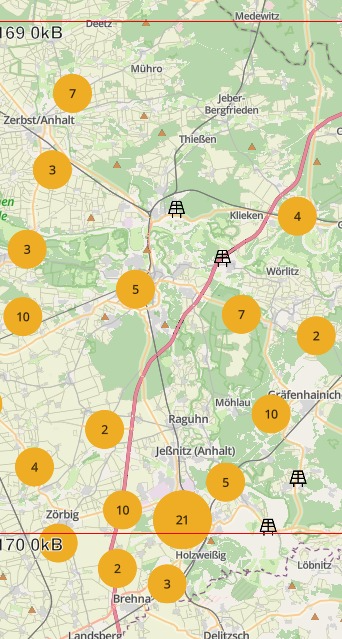 Medewitz
Deetz
169 0kB
Mühro
7
Jeber-
Bergfrieden
Zerbst/Anhalt
Thießen
3
Klieken
4
3
Wörlitz
5
10
7
2
Gräfenhainich
Möhlau
10
Raguhn
2
Jeßnitz (Anhalt)
4
5
Zörbig
10
21
170 0kB
Holzweißig
Löbnitz
2
3
Brehna
Landsberg
Delitzsch